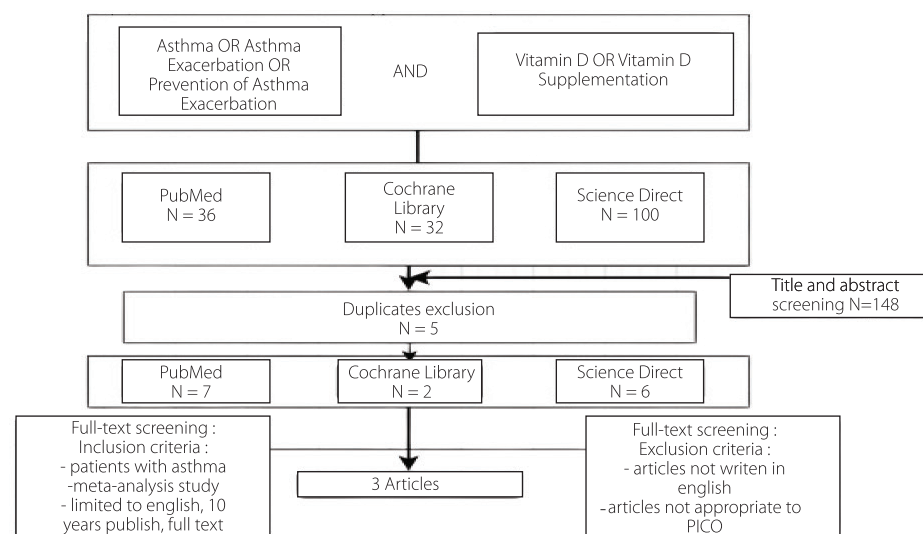 Asthma OR Asthma
Exacerbation OR
Prevention of Asthma
Exacerbation
AND
Vitamin D OR Vitamin D
Supplementation
PubMed
N = 36
Cochrane
Library
N = 32
Science Direct
N = 100
Title and abstract
screening N=148
Duplicates exclusion
N = 5
PubMed
N = 7
Cochrane Library
N = 2
Science Direct
N = 6
Full-text screening :
Inclusion criteria :
- patients with asthma
-meta-analysis study
- limited to english, 10
years publish, full text
3 Articles
Full-text screening :
Exclusion criteria :
- articles not writen in
english
-articles not appropriate to
PICO